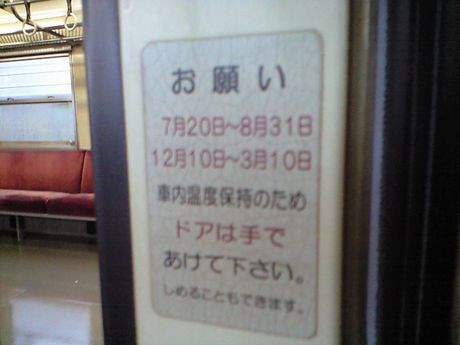 お願い
7月20日~8月31日
12月10日~3月10日
車内温度保持のため
ドアは手で
あけて下さい。
しめることもできます。